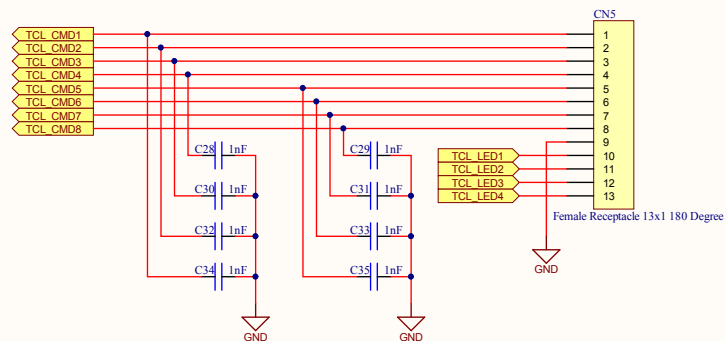 CN5
TCL_CMD1 1
TCL_CMD2 2
TCL_CMD3 3
TCL_CMD4 4
TCL_CMD5 5
TCL_CMD6 6
TCL_CMD7 7
TCL_CMD8 8
9
C28 1nF C29 1nF TCL_LED1 10
TCL_LED2 11
TCL_LED3 12
C30 1nF C31 1nF TCL_LED4 13
Female Receptacle 13x1 180 Degree
C32 1nF C33 1nF
C34 1nF C35 1nF GND
GND GND